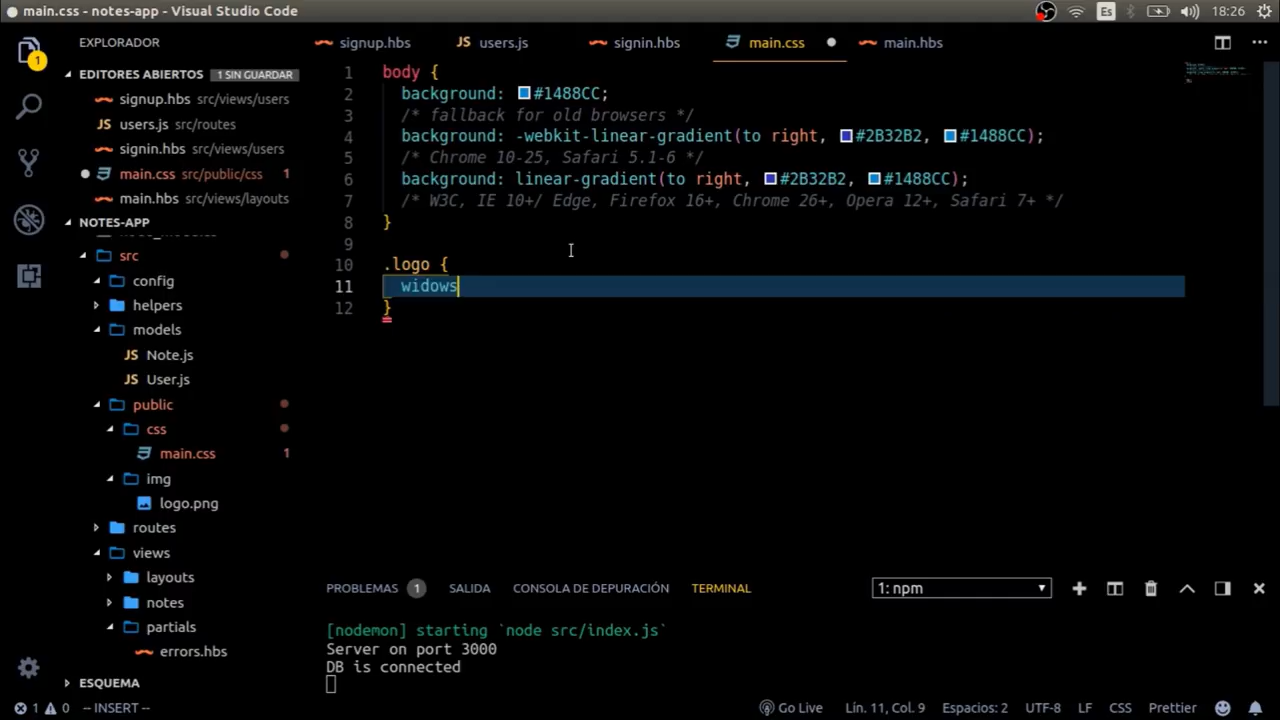 main.css - notes-app - Visual Studio Code
Es
18:26
EXPLORADOR
signup.hbs
users.js
signin.hbs
main.css
main.hbs
1
EDITORES ABIERTOS 1 SIN GUARDAR
signup.hbs src/views/users
JS users.js src/routes
signin.hbs src/views/users
main.css src/public/css 1
main.hbs src/views/layouts
NOTES-APP
src
config
helpers
models
JS Note.js
JS User.js
public
css
main.css 1
img
logo.png
routes
views
layouts
notes
partials
errors.hbs
ESQUEMA
1 body {
2 background: #1488CC;
3 /* fallback for old browsers */
4 background: -webkit-linear-gradient(to right, #2B32B2, #1488CC);
5 /* Chrome 10-25, Safari 5.1-6 */
6 background: linear-gradient(to right, #2B32B2, #1488CC);
7 /* W3C, IE 10+/ Edge, Firefox 16+, Chrome 26+, Opera 12+, Safari 7+ */
8 }
9
10 .logo {
11 widows
12 }
PROBLEMAS 1 SALIDA CONSOLA DE DEPURACIÓN TERMINAL 1: npm
[nodemon] starting `node src/index.js`
Server on port 3000
DB is connected
1 0 -- INSERT -- Go Live Lín. 11, Col. 9 Espacios: 2 UTF-8 LF CSS Prettier